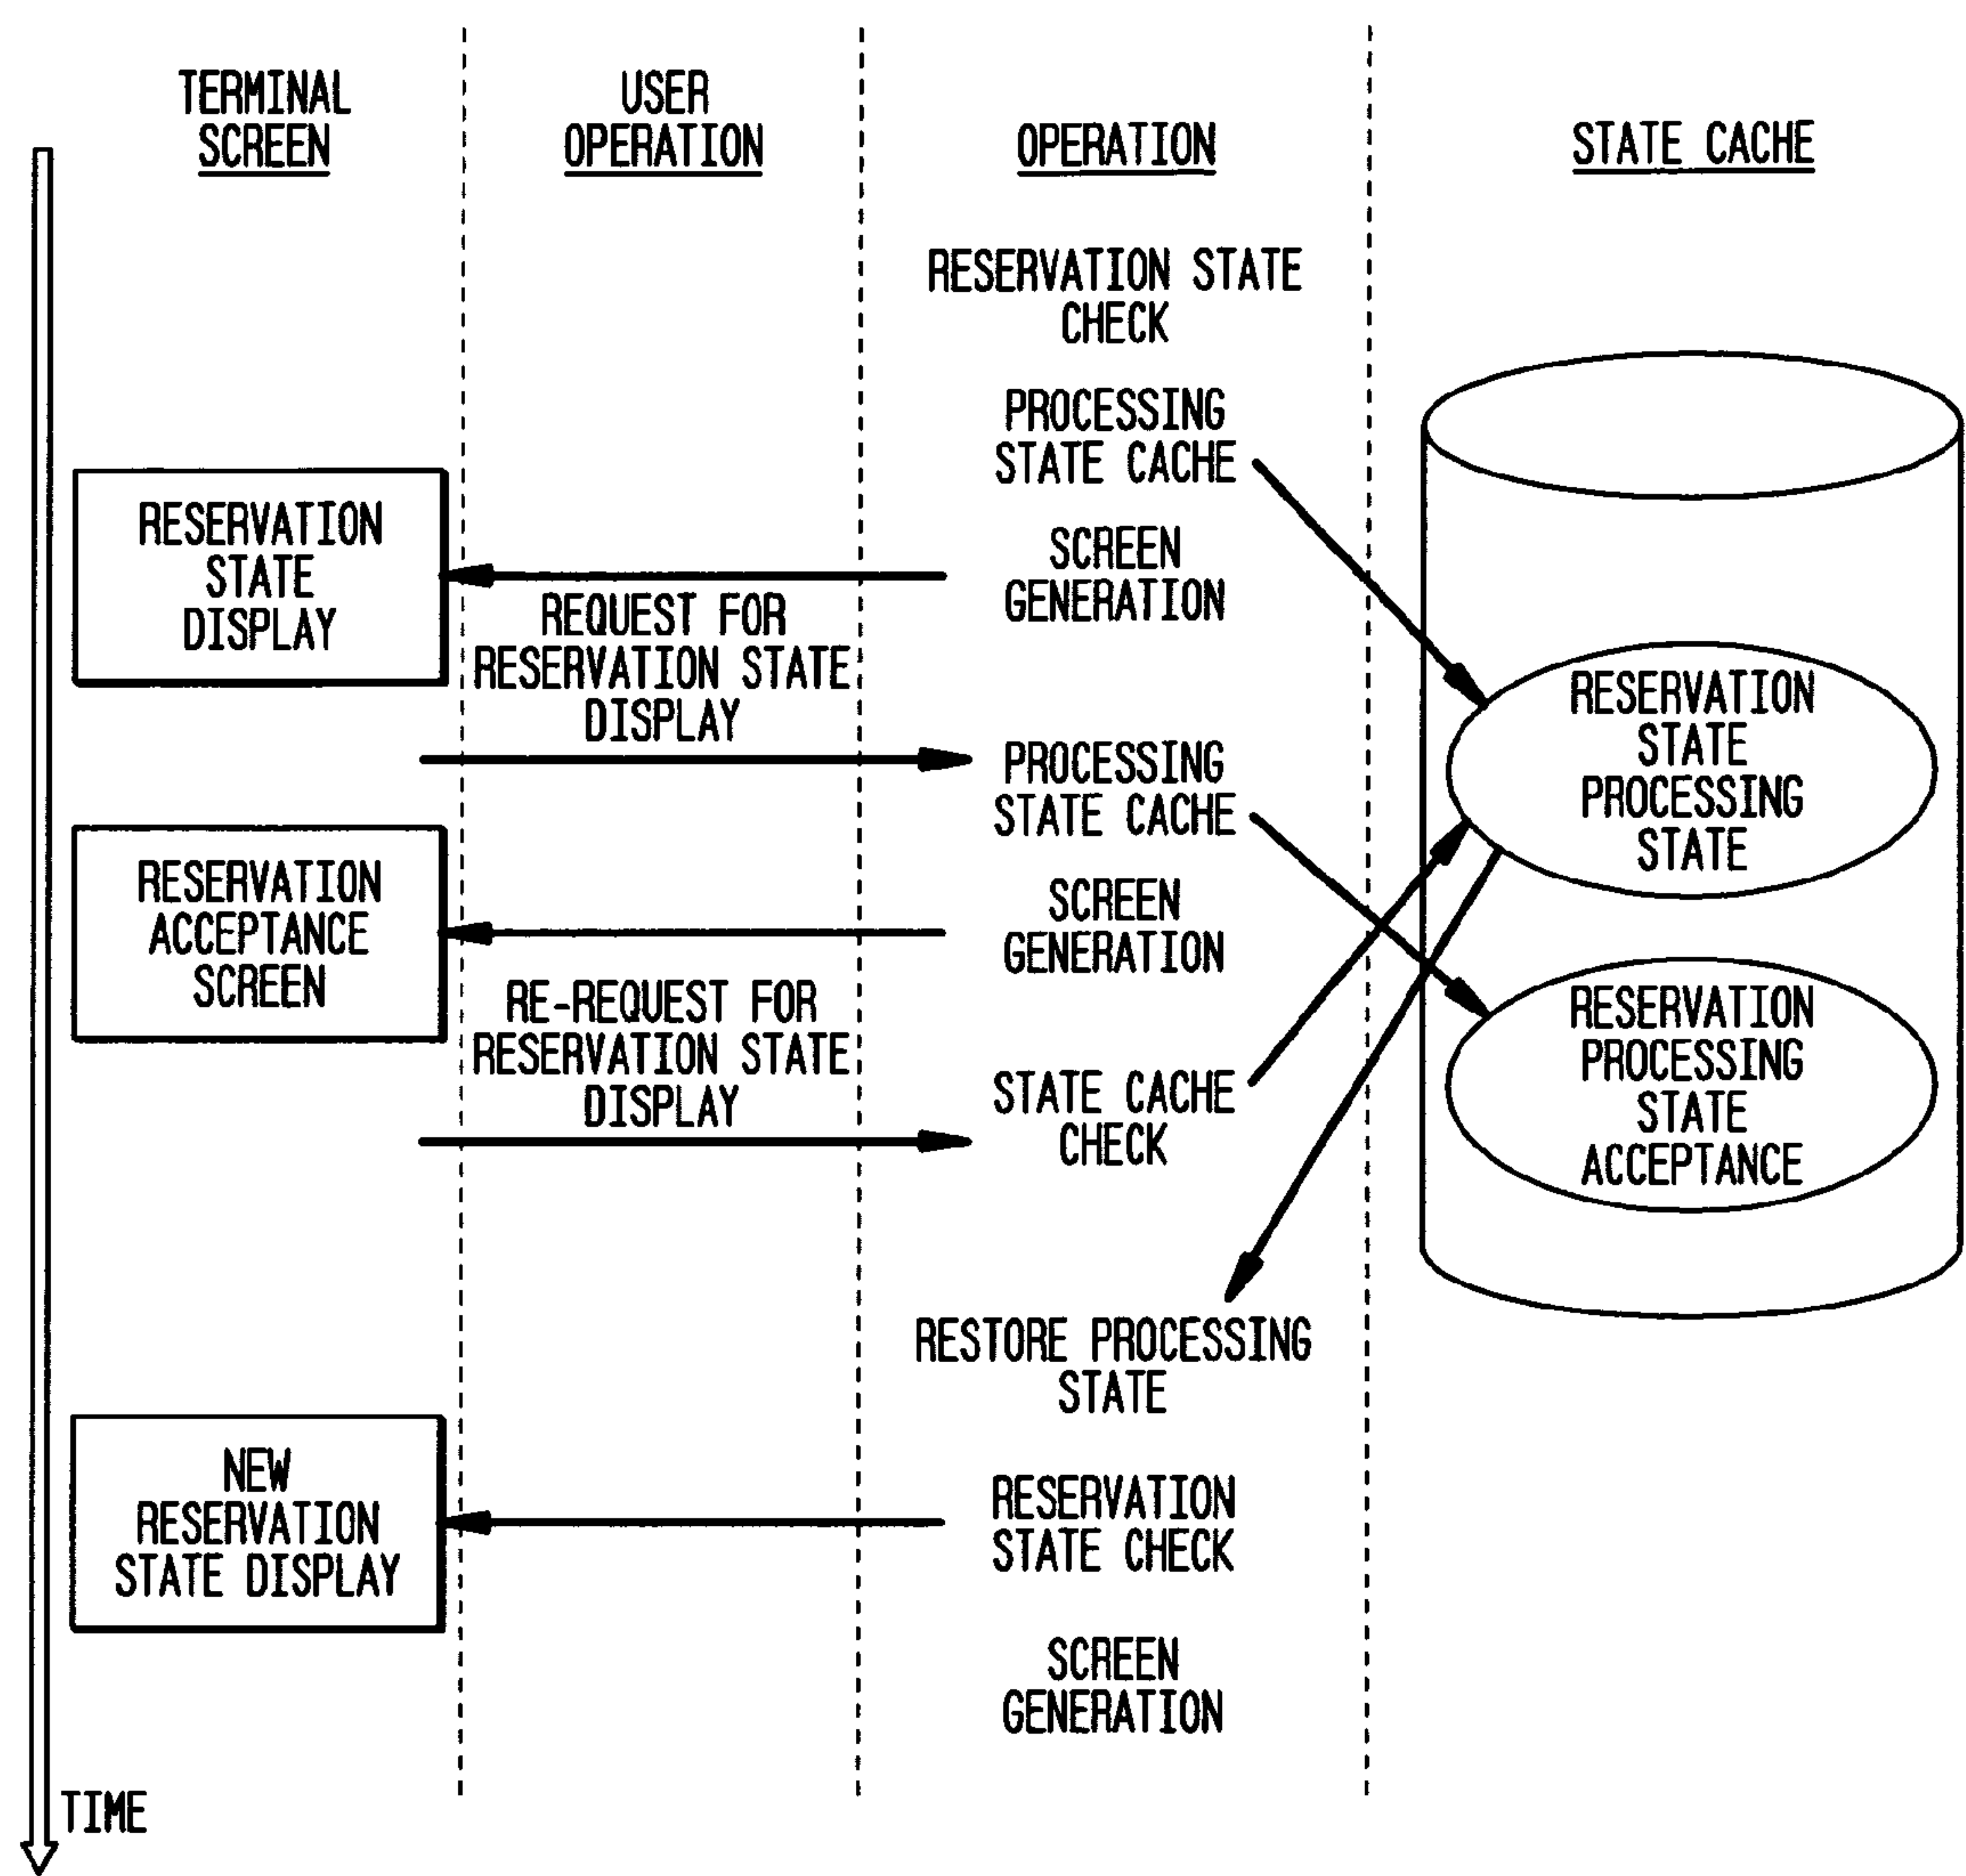 TERMINAL
SCREEN
USER
OPERATION
OPERATION
STATE CACHE
RESERVATION STATE
CHECK
PROCESSING
STATE CACHE
RESERVATION
STATE
DISPLAY
SCREEN
GENERATION
REQUEST FOR
RESERVATION STATE
DISPLAY
RESERVATION
STATE
PROCESSING
STATE
PROCESSING
STATE CACHE
RESERVATION
ACCEPTANCE
SCREEN
SCREEN
GENERATION
RE-REQUEST FOR
RESERVATION STATE
DISPLAY
RESERVATION
PROCESSING
STATE
ACCEPTANCE
STATE CACHE
CHECK
RESTORE PROCESSING
STATE
NEW
RESERVATION
STATE DISPLAY
RESERVATION
STATE CHECK
SCREEN
GENERATION
TIME